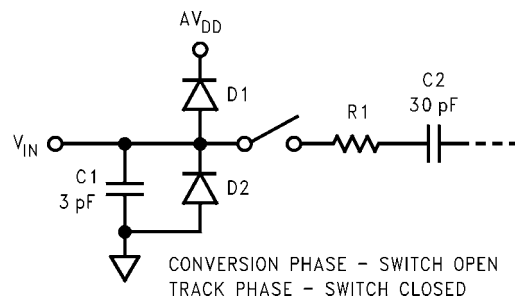 AVDD
D1
C2
30 pF
R1
VIN
C1
3 pF
D2
CONVERSION PHASE – SWITCH OPEN
TRACK PHASE – SWITCH CLOSED